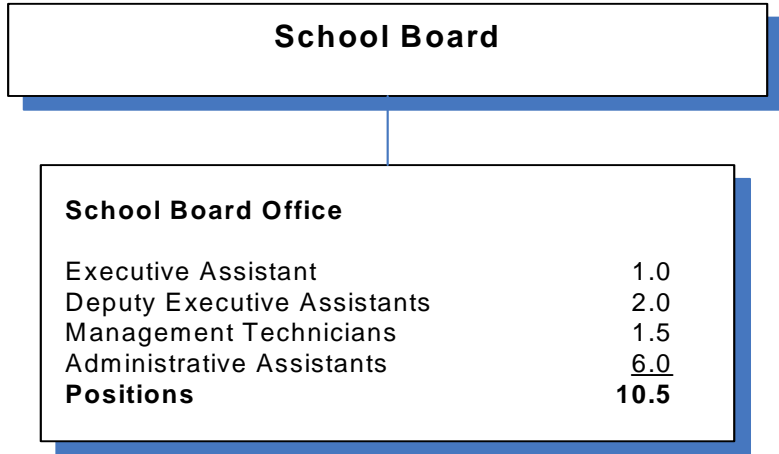 School Board
School Board Office
Executive Assistant 1.0
Deputy Executive Assistants 2.0
Management Technicians 1.5
Administrative Assistants 6.0
Positions 10.5